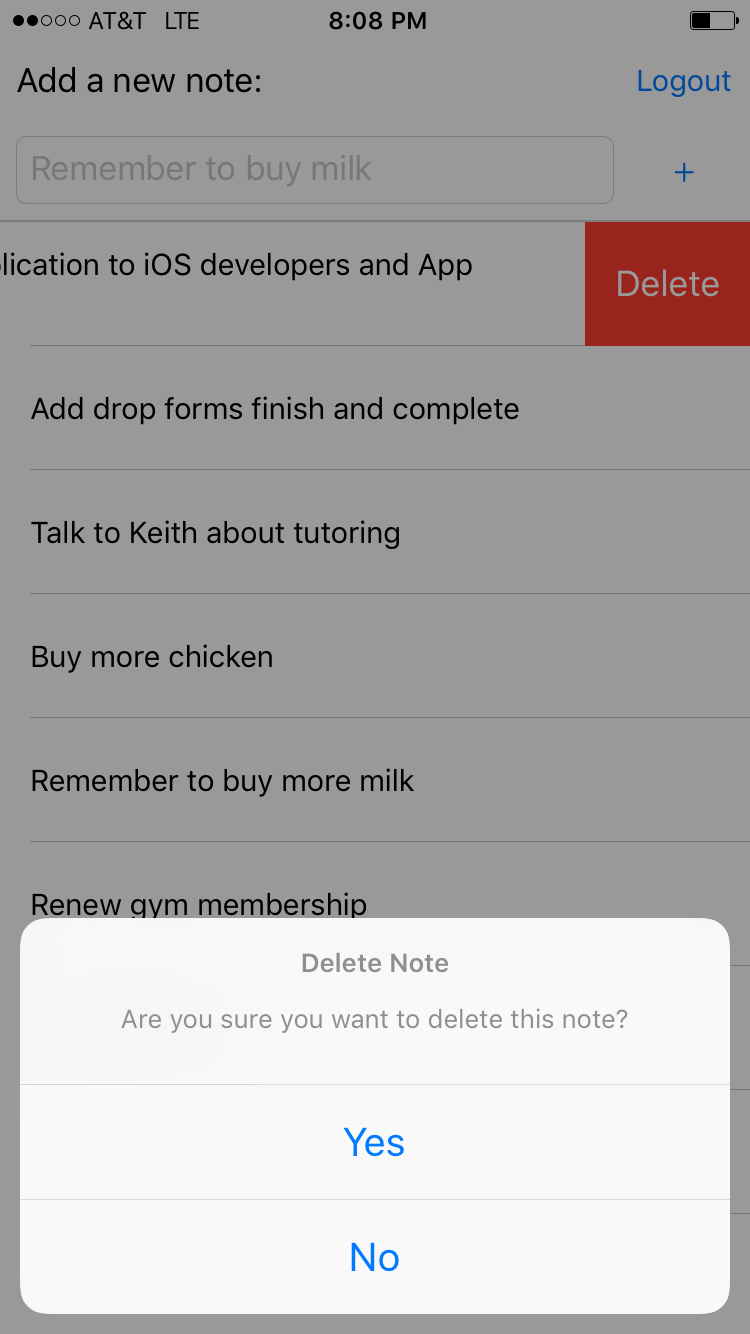 AT&T LTE 8:08 PM
Add a new note: Logout
Remember to buy milk +
lication to iOS developers and App Delete
Add drop forms finish and complete
Talk to Keith about tutoring
Buy more chicken
Remember to buy more milk
Renew gym membership
Delete Note
Are you sure you want to delete this note?
Yes
No